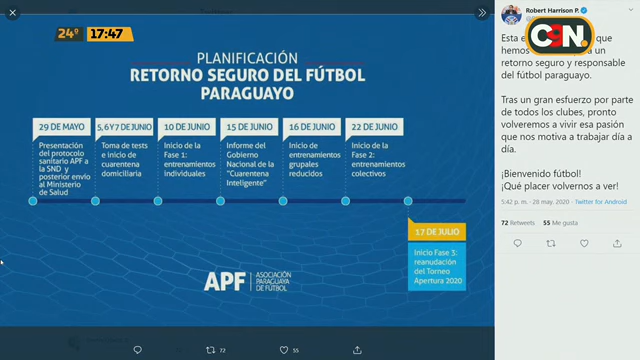 24º 17:47
PLANIFICACIÓN
RETORNO SEGURO DEL FÚTBOL
PARAGUAYO
29 DE MAYO
Presentación
del protocolo
sanitario APF a
la SND y
posterior envio al
Ministerio de
Salud
5, 6 Y 7 DE JUNIO
Toma de tests
e inicio de
cuarentena
domiciliaria
10 DE JUNIO
Inicio de la
Fase 1:
entrenamientos
individuales
15 DE JUNIO
Informe del
Gobierno
Nacional de la
"Cuarentena
Inteligente"
16 DE JUNIO
Inicio de
entrenamientos
grupales
reducidos
22 DE JUNIO
Inicio de la
Fase 2:
entrenamientos
colectivos
17 DE JULIO
Inicio Fase 3:
reanudación
del Torneo
Apertura 2020
APF
ASOCIACIÓN
PARAGUAYA
DE FÚTBOL
72
55
Robert Harrison P.
C9N
Esta que
hemos un
retorno seguro y responsable
del fútbol paraguayo.
Tras un gran esfuerzo por parte
de todos los clubes, pronto
volveremos a vivir esa pasión
que nos motiva a trabajar día a
día.
¡Bienvenido fútbol!
¡Qué placer volvernos a ver!
5:42 p. m. · 28 may. 2020 · Twitter for Android
72 Retweets 55 Me gusta